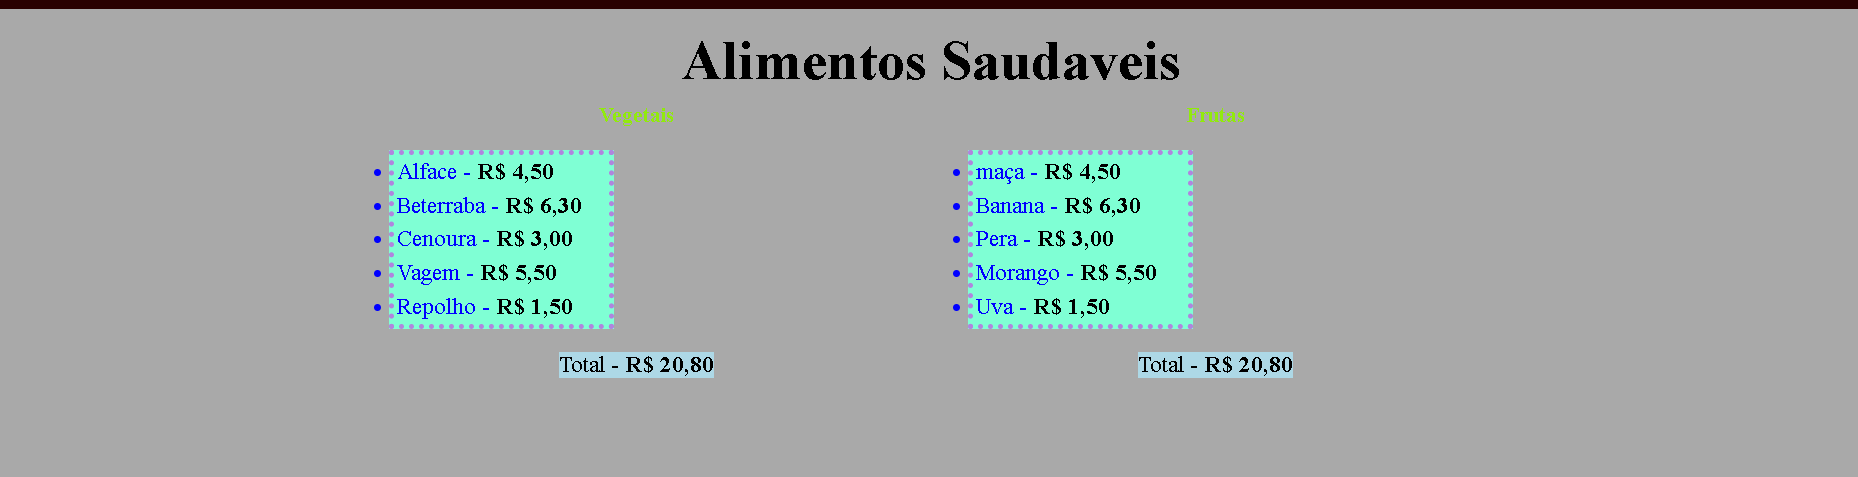 Alimentos Saudaveis
Vegetais
Alface - R$ 4,50
Beterraba - R$ 6,30
Cenoura - R$ 3,00
Vagem - R$ 5,50
Repolho - R$ 1,50
Total - R$ 20,80
Frutas
maça - R$ 4,50
Banana - R$ 6,30
Pera - R$ 3,00
Morango - R$ 5,50
Uva - R$ 1,50
Total - R$ 20,80